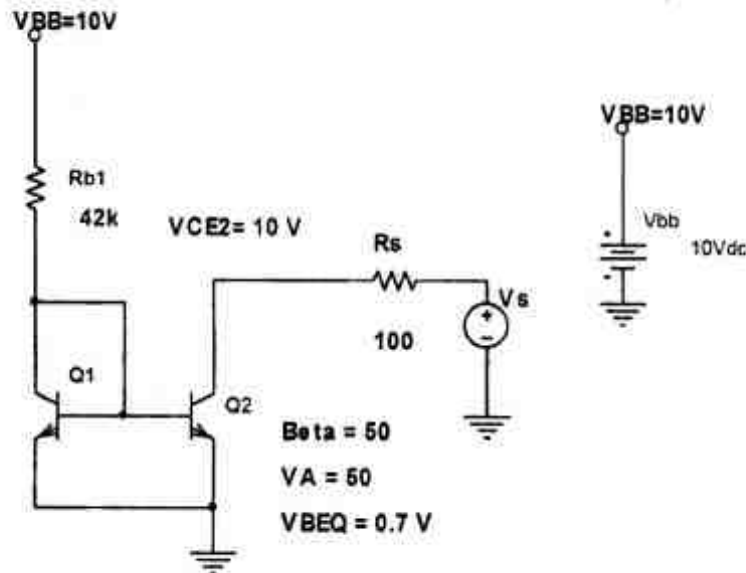 VBB=10V
Rb1
42k
VCE2= 10 V
Rs
100
Vs
VBB=10V
Vbb
10Vdc
Q1
Q2
Beta = 50
VA = 50
VBEQ = 0.7 V